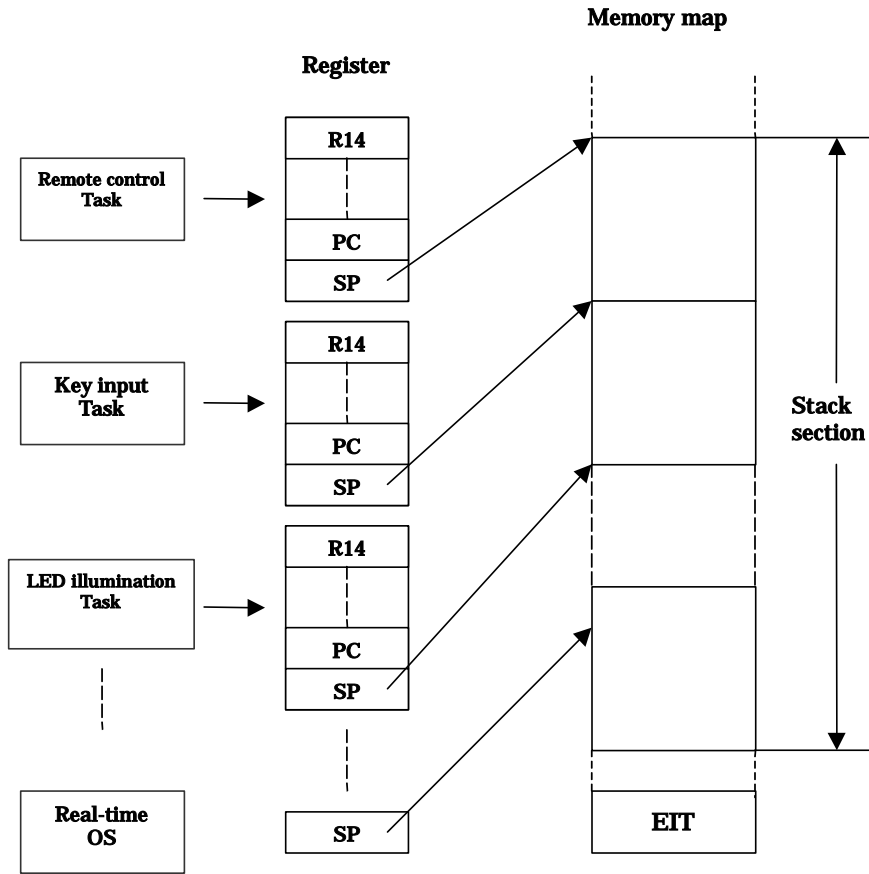 Memory map
Register
R14
Remote control
Task
PC
SP
R14
Key input
Task
PC
SP
Stack
section
R14
LED illumination
Task
PC
SP
Real-time
OS
SP
EIT